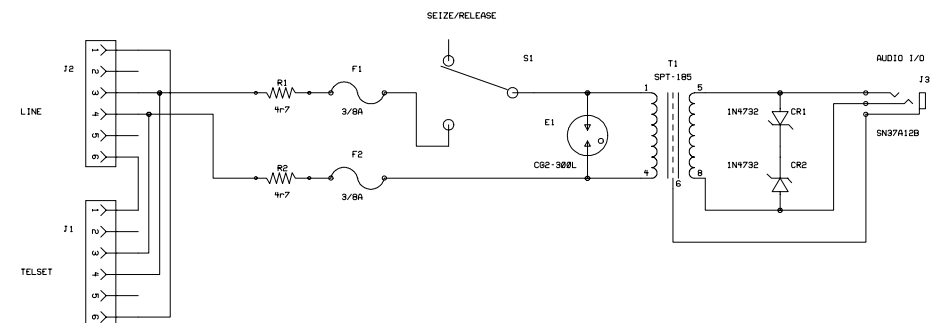 SEIZE/RELEASE
S1
T1
SPT-185
AUDIO I/O
J3
J2
LINE
1
2
3
4
5
6
R1
4r7
F1
3/8A
E1
CG2-300L
1
4
5
8
6
1N4732
CR1
1N4732
CR2
SN37A12B
R2
4r7
F2
3/8A
J1
TELSET
1
2
3
4
5
6